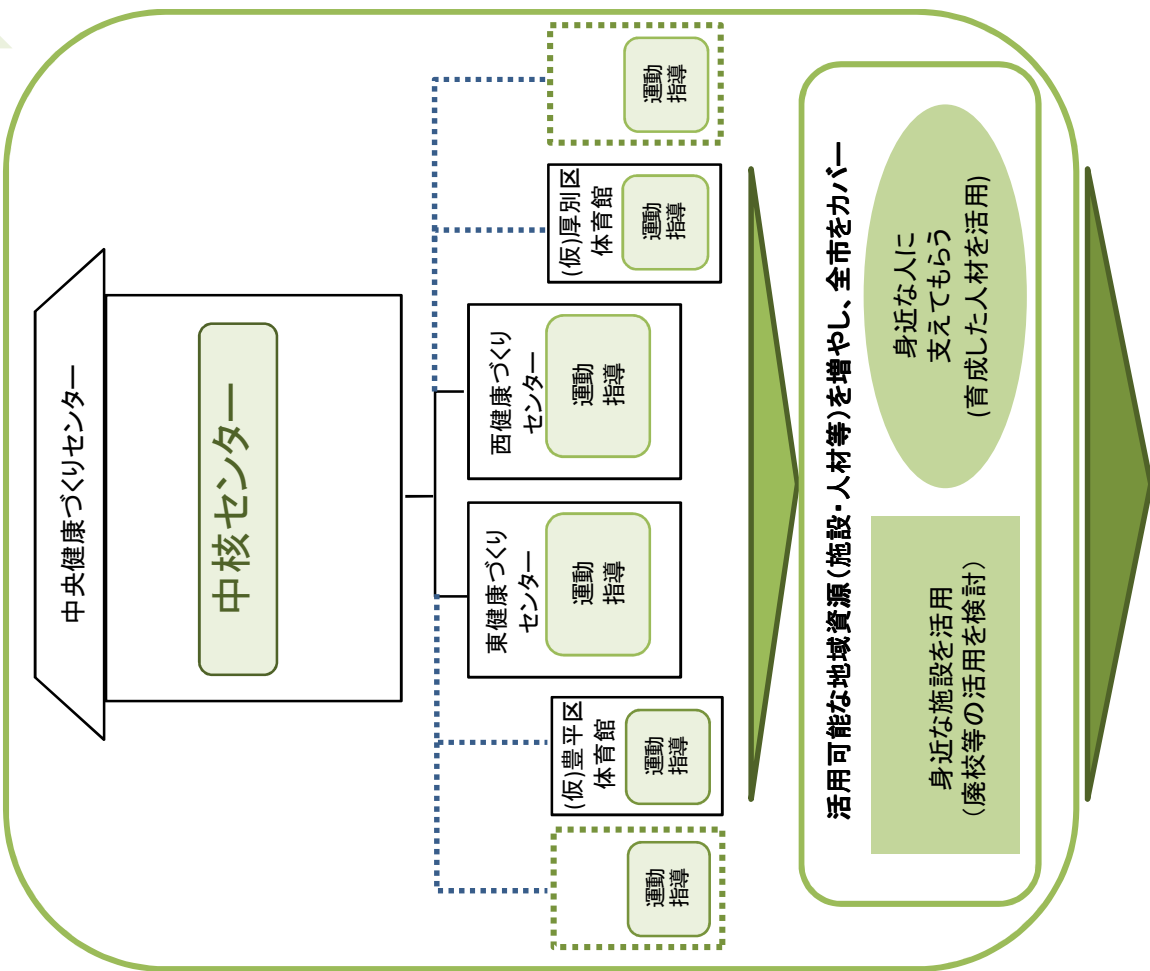 中央健康づくりセンター
中核センター
運動
指導
(仮)豊平区
体育館
運動
指導
東健康づくり
センター
運動
指導
西健康づくり
センター
運動
指導
(仮)厚別区
体育館
運動
指導
運動
指導
活用可能な地域資源(施設・人材等)を増やし、全市をカバー
身近な施設を活用
(廃校等の活用を検討)
身近な人に
支えてもらう
(育成した人材を活用)